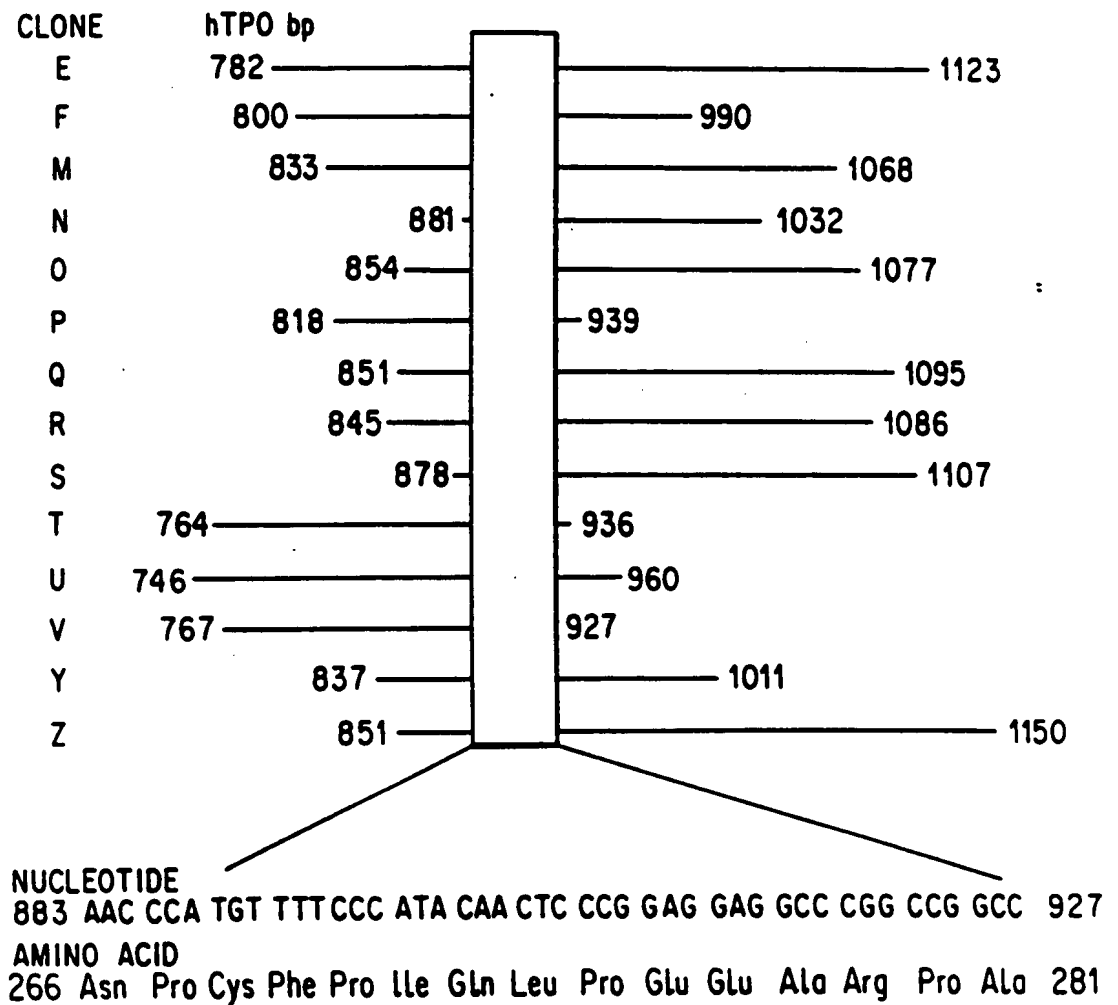 CLONE hTPO bp
E 782 1123
F 800 990
M 833 1068
N 881 1032
O 854 1077
P 818 939
Q 851 1095
R 845 1086
S 878 1107
T 764 936
U 746 960
V 767 927
Y 837 1011
Z 851 1150
NUCLEOTIDE
883 AAC CCA TGT TTT CCC ATA CAA CTC CCG GAG GAG GCC CGG CCG GCC 927
AMINO ACID
266 Asn Pro Cys Phe Pro Ile Gln Leu Pro Glu Glu Ala Arg Pro Ala 281